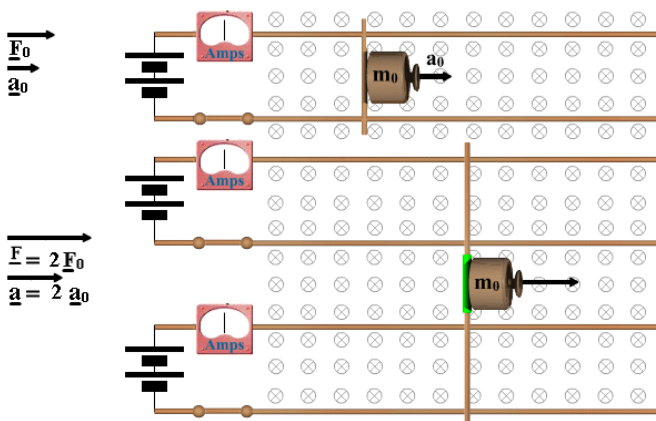 F₀
a₀
Amps
m₀
a₀
Amps
F = 2 F₀
a = 2 a₀
m₀
Amps